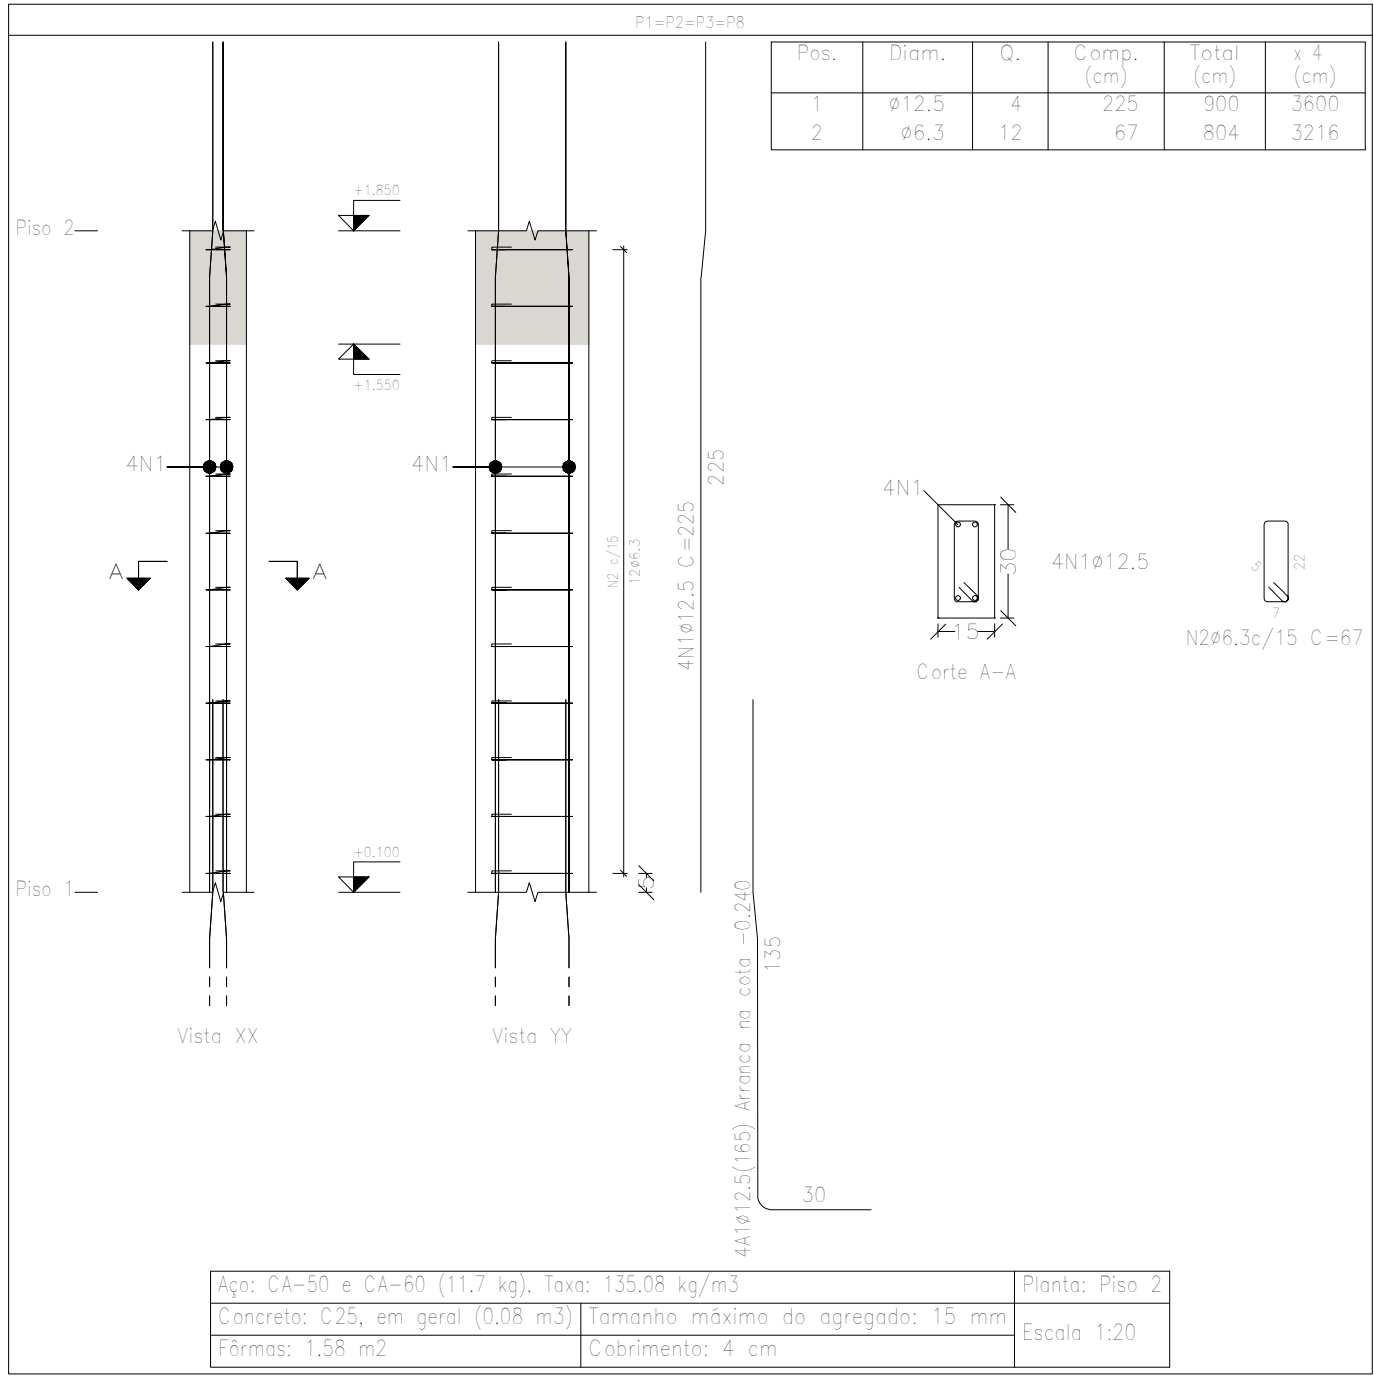 P1=P2=P3=P8
Pos. Diam. Q. Comp. (cm) Total (cm) x 4 (cm)
1 ø12.5 4 225 900 3600
2 ø6.3 12 67 804 3216
+1.850
Piso 2
+1.550
4N1
4N1
225
4N1ø12.5 C=225
N2 c/15
12ø6.3
A
A
4N1
30
15
4N1ø12.5
Corte A-A
5
22
7
N2ø6.3c/15 C=67
+0.100
5
Piso 1
Vista XX
Vista YY
4A1ø12.5(165) Arranca na cota -0.240
135
30
Aço: CA-50 e CA-60 (11.7 kg). Taxa: 135.08 kg/m3
Planta: Piso 2
Concreto: C25, em geral (0.08 m3)
Tamanho máximo do agregado: 15 mm
Escala 1:20
Fôrmas: 1.58 m2
Cobrimento: 4 cm